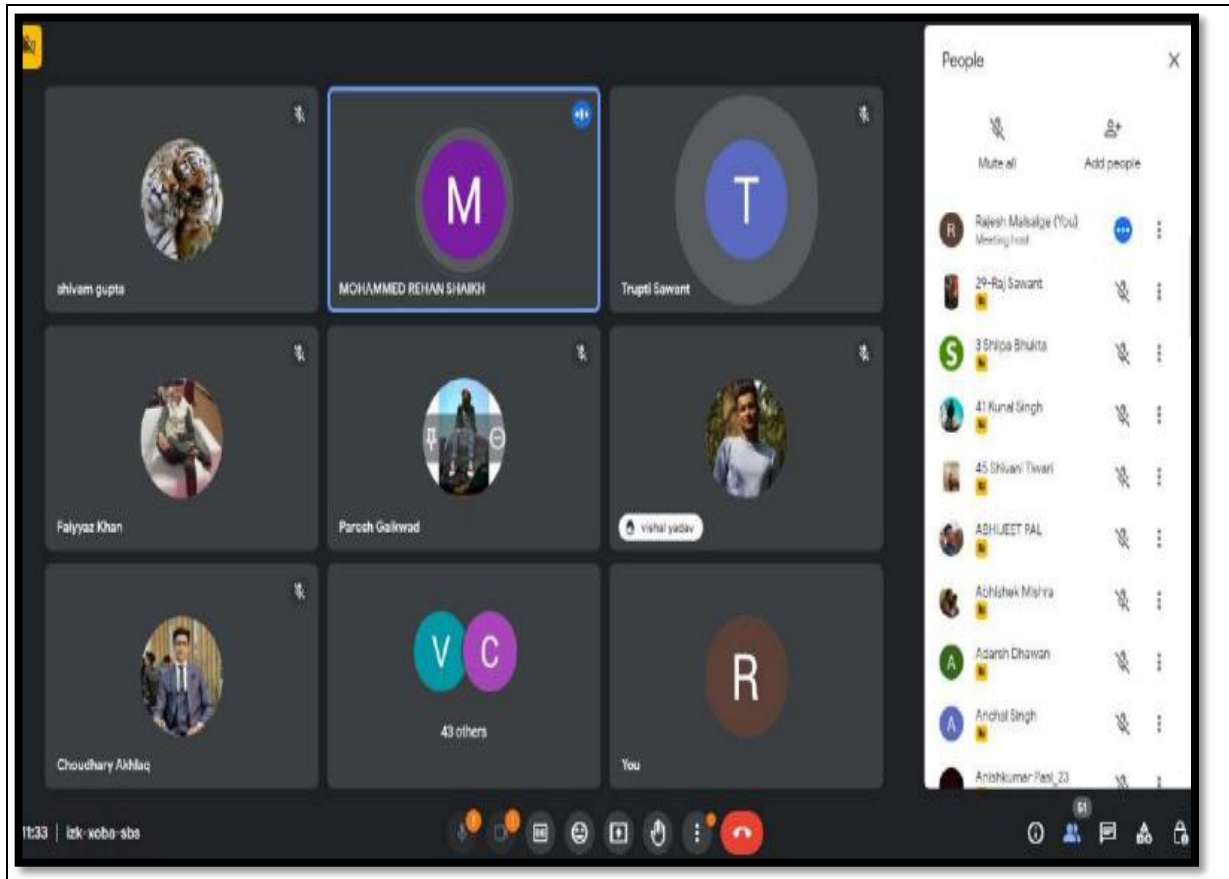 People
Mute all
Add people
shivam gupta
M
MOHAMMED REHAN SHAIKH
T
Trupti Sawant
Faiyyaz Khan
Parosh Gaikwad
vishal yadav
Choudhary Akhlaq
V C
43 others
R
You
R
Rajesh Malsalge (You)
Meeting host
29-Raj Sawant
S
3 Shilpa Bhukta
41 Kunal Singh
45 Shivani Tiwari
ABHIJEET PAL
Abhishek Mishra
A
Adarsh Dhawan
A
Anchal Singh
Anishkumar Pasi_23
11:33 | izk-xoba-sbs
51